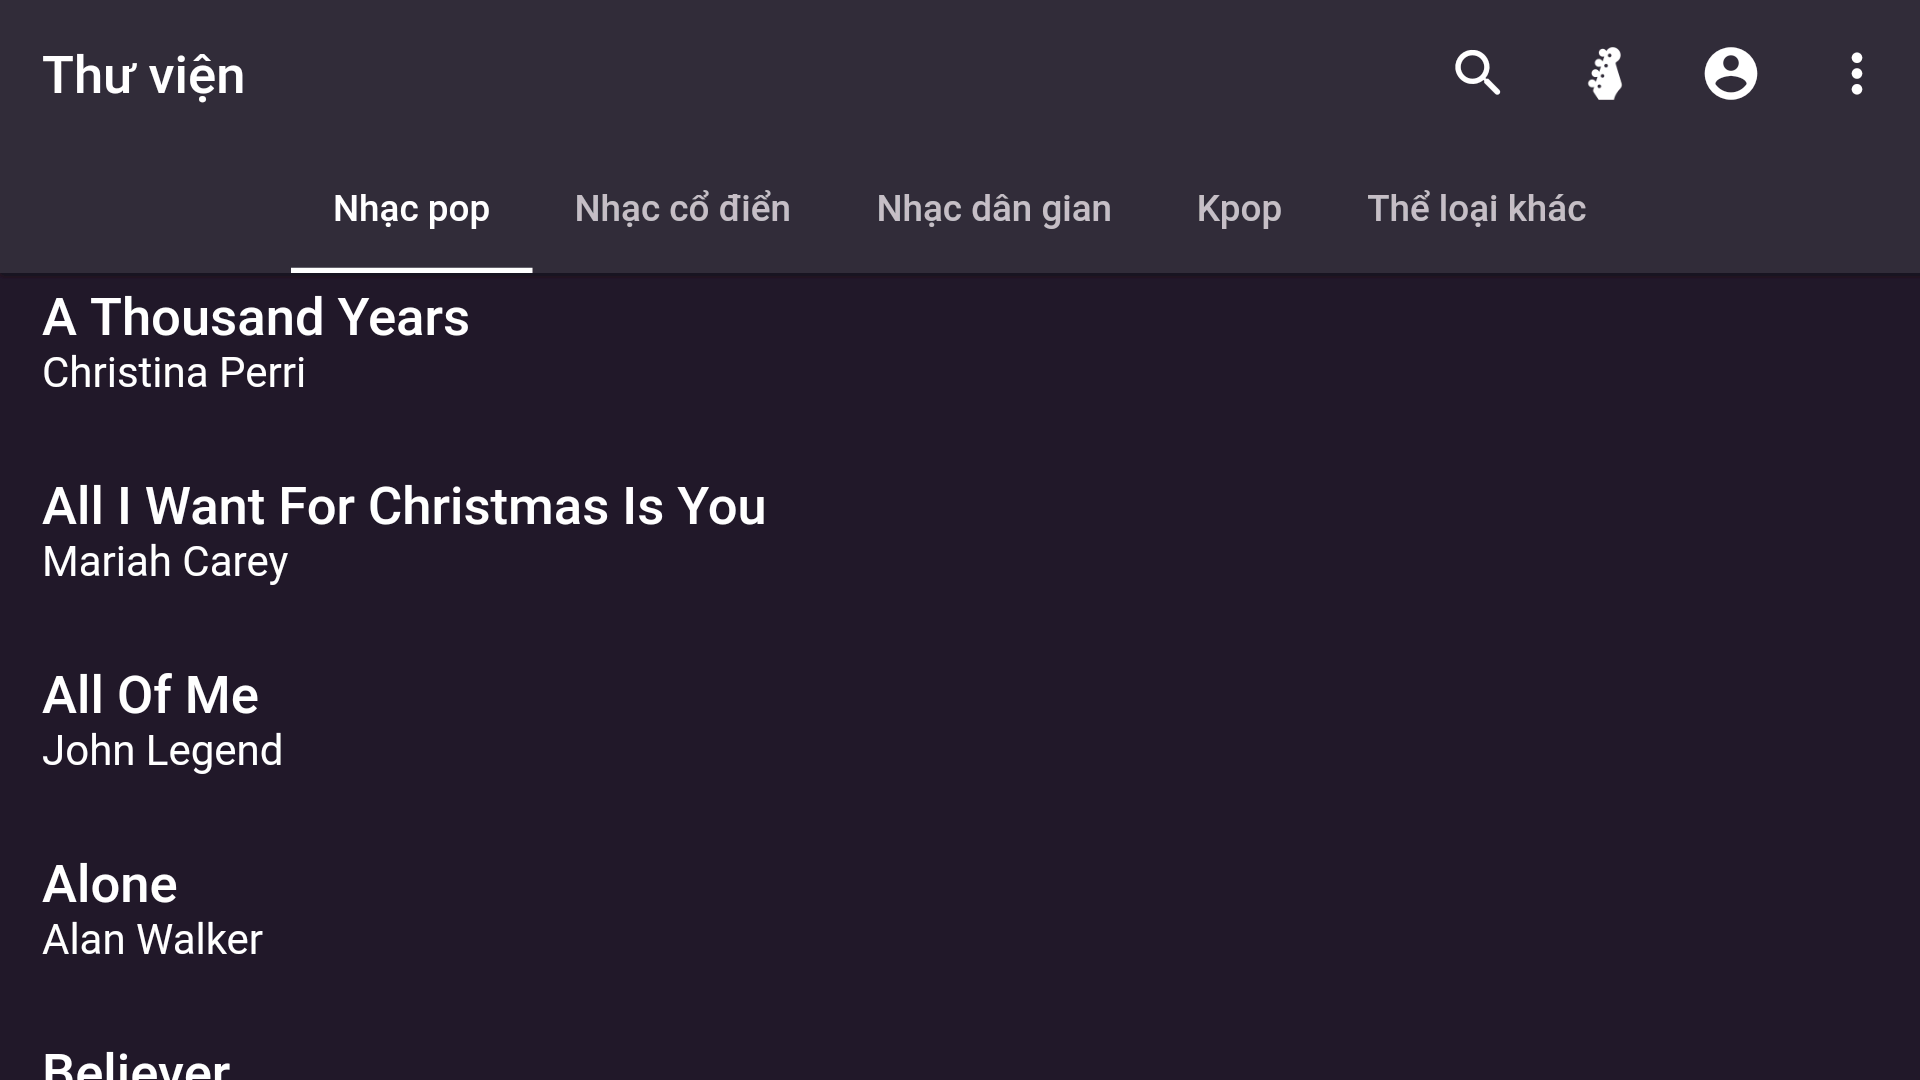 Thư viện
Nhạc pop Nhạc cổ điển Nhạc dân gian Kpop Thể loại khác
A Thousand Years
Christina Perri
All I Want For Christmas Is You
Mariah Carey
All Of Me
John Legend
Alone
Alan Walker
Believer